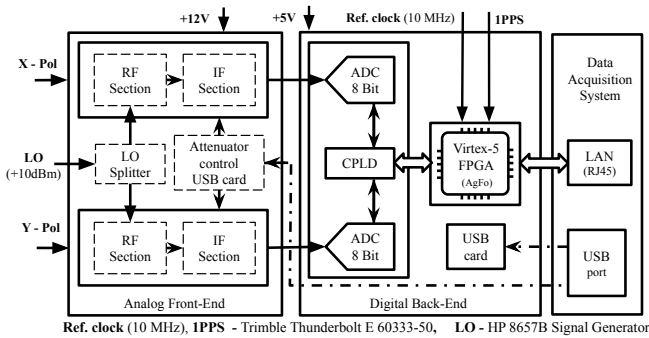 +12V
+5V
Ref. clock (10 MHz)
1PPS
X - Pol
RF Section
IF Section
ADC 8 Bit
Data Acquisition System
LO (+10dBm)
LO Splitter
Attenuator control USB card
CPLD
Virtex-5 FPGA (AgFo)
LAN (RJ45)
Y - Pol
RF Section
IF Section
ADC 8 Bit
USB card
USB port
Analog Front-End
Digital Back-End
Ref. clock (10 MHz), 1PPS - Trimble Thunderbolt E 60333-50, LO - HP 8657B Signal Generator